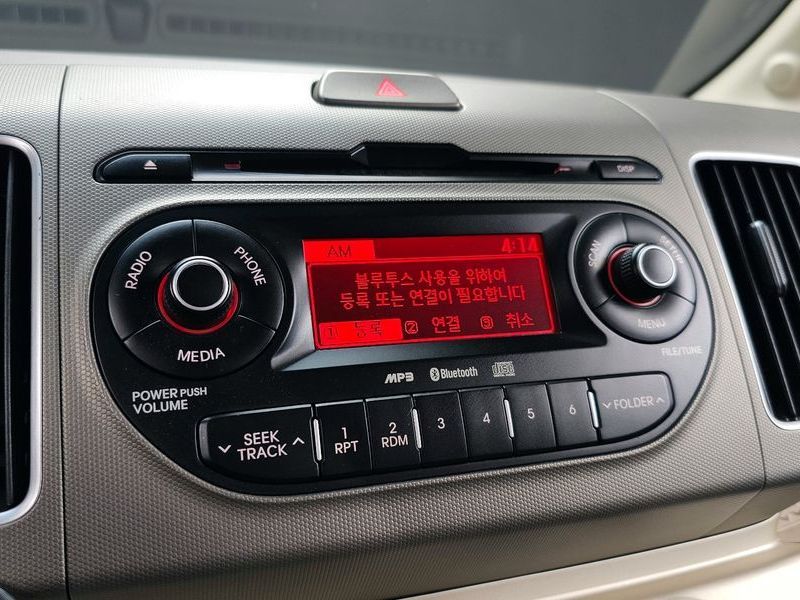 DISP
RADIO
PHONE
MEDIA
POWER PUSH
VOLUME
AM 4:14
블루투스 사용을 위하여
등록 또는 연결이 필요합니다
1 등록 2 연결 5 취소
SCAN
SETUP
MENU
FILE/TUNE
MP3 Bluetooth
SEEK
TRACK
1
RPT
2
RDM
3
4
5
6
FOLDER